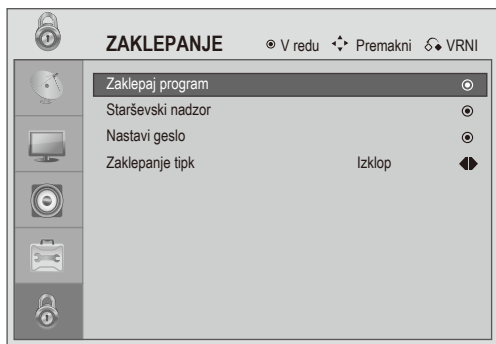 ZAKLEPANJE V redu Premakni VRNI
Zaklepaj program
Starševski nadzor
Nastavi geslo
Zaklepanje tipk Izklop